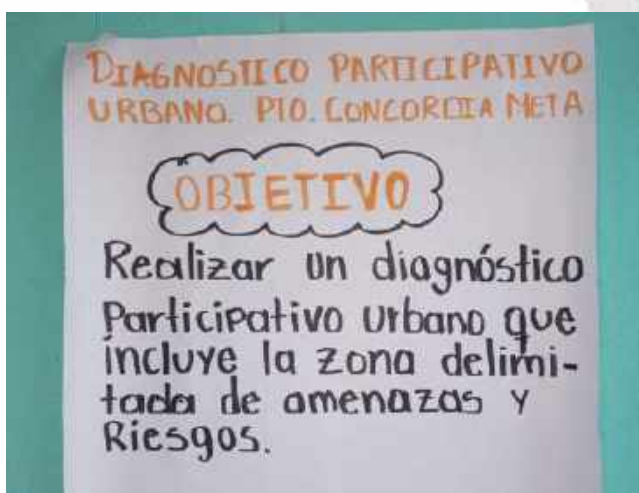 DIAGNOSTICO PARTICIPATIVO
URBANO. PTO. CONCORDIA META
OBJETIVO
Realizar un diagnóstico
Participativo urbano que
incluye la zona delimi-
tada de amenazas y
Riesgos.